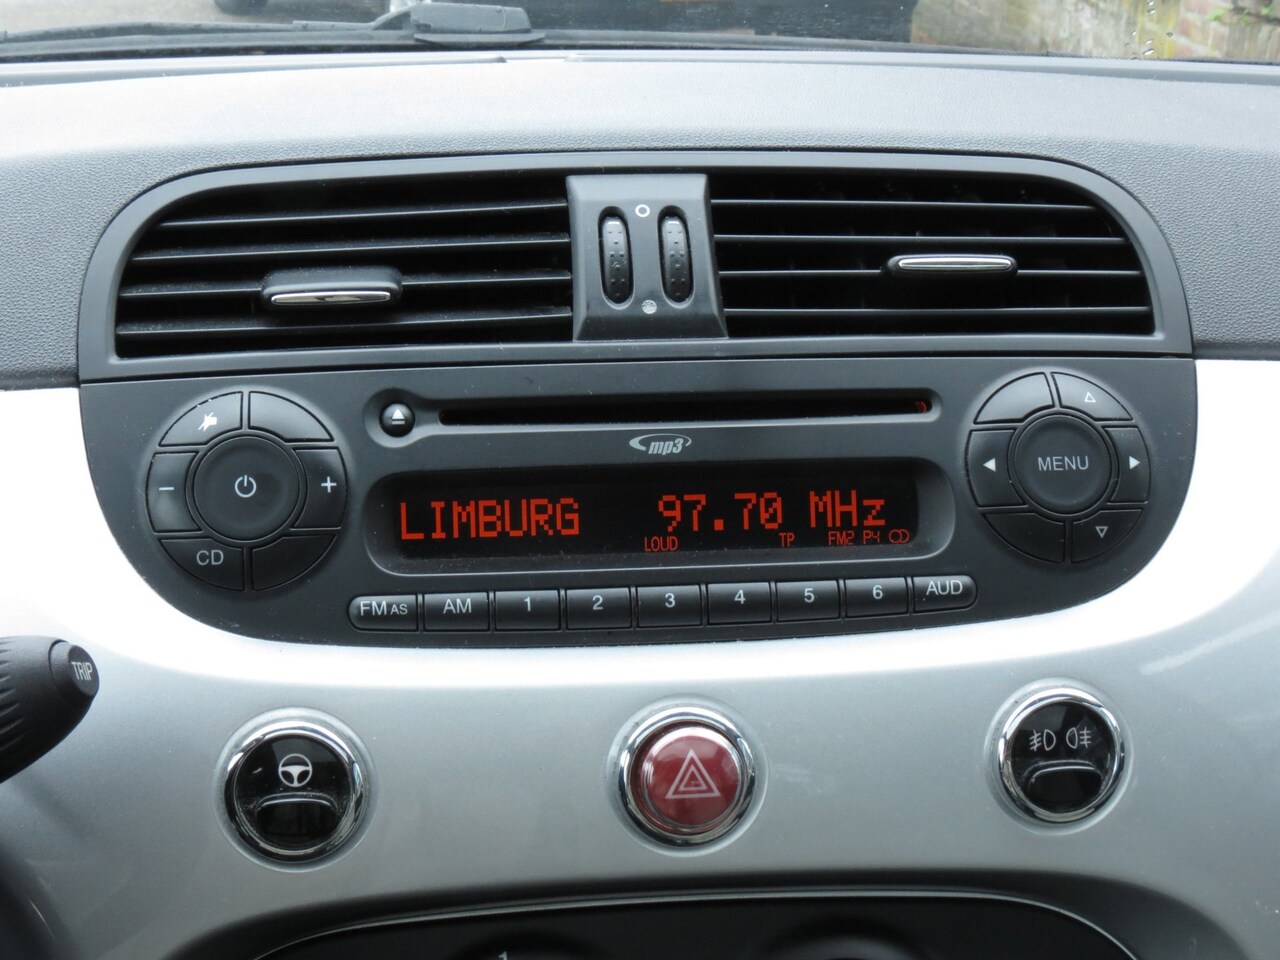 mp3
MENU
LIMBURG 97.70 MHz
LOUD TP FM2 P4
CD
FM AS AM 1 2 3 4 5 6 AUD
TRIP
1